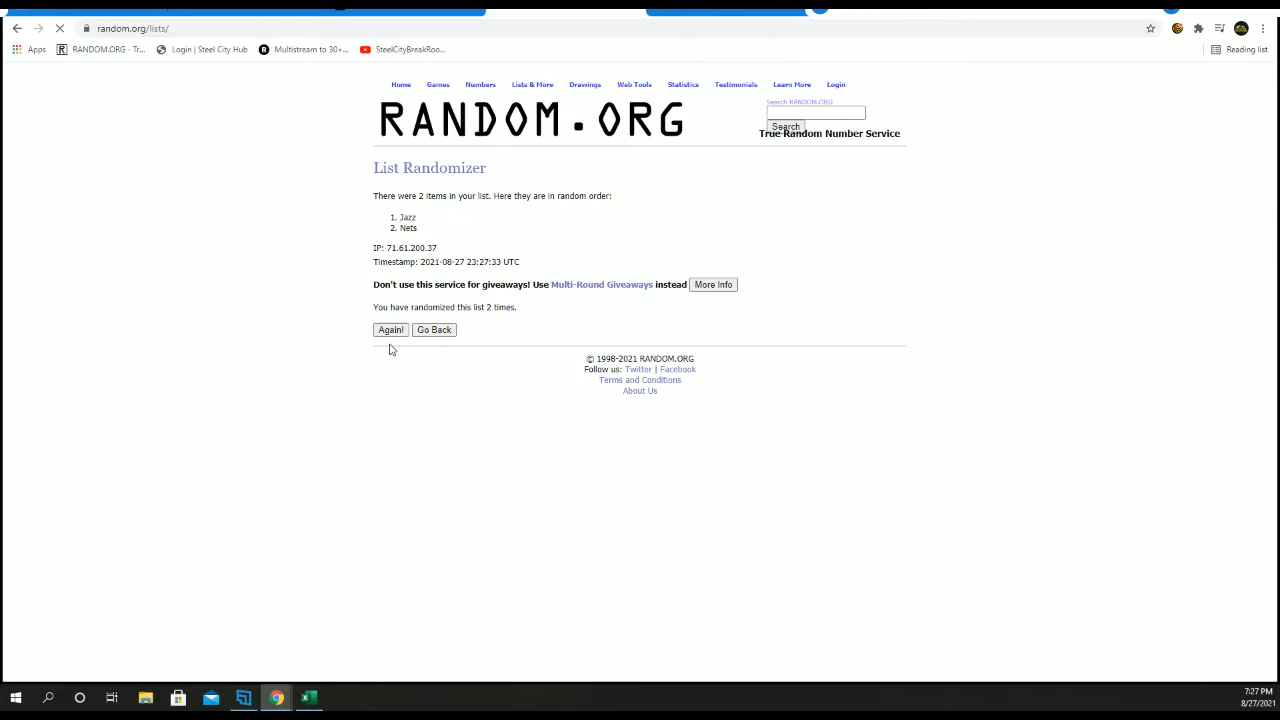 random.org/lists/
Apps
RANDOM.ORG - Tr...
Login | Steel City Hub
Multistream to 30+...
SteelCityBreakRoo...
Reading list
Home Games Numbers Lists & More Drawings Web Tools Statistics Testimonials Learn More Login
RANDOM.ORG
Search RANDOM.ORG
Search
True Random Number Service
List Randomizer
There were 2 items in your list. Here they are in random order:
1. Jazz
2. Nets
IP: 71.61.200.37
Timestamp: 2021-08-27 23:27:33 UTC
Don't use this service for giveaways! Use Multi-Round Giveaways instead More Info
You have randomized this list 2 times.
Again! Go Back
© 1998-2021 RANDOM.ORG
Follow us: Twitter | Facebook
Terms and Conditions
About Us
7:27 PM
8/27/2021